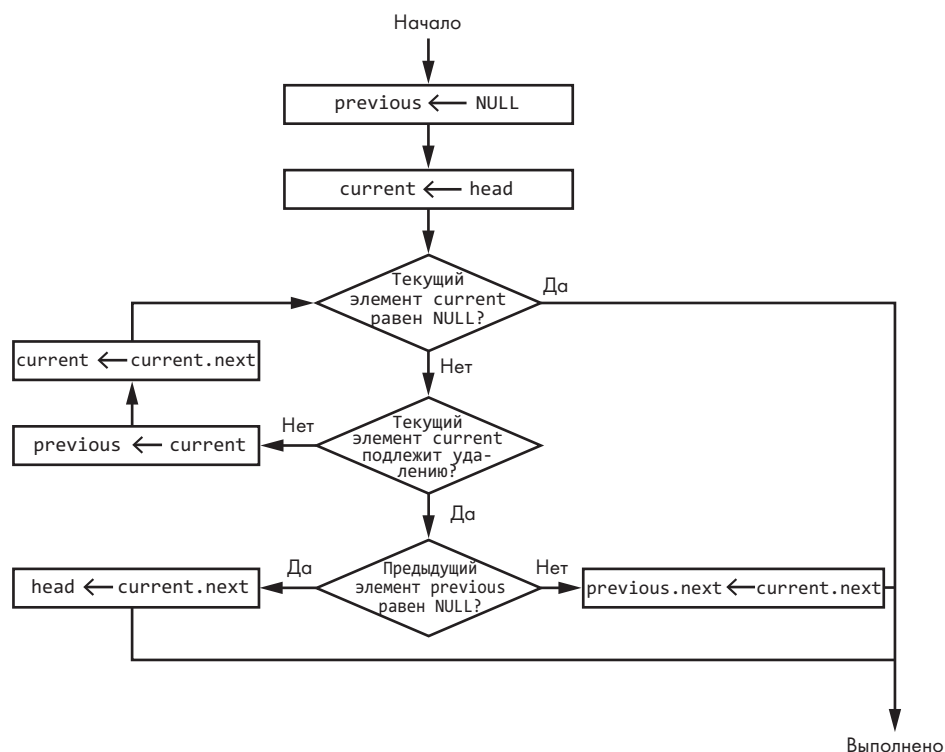 Начало
previous ← NULL
current ← head
Текущий
элемент current
равен NULL?
Да
current ← current.next
Нет
previous ← current
Нет
Текущий
элемент current
подлежит уда-
лению?
Да
head ← current.next
Да
Предыдущий
элемент previous
равен NULL?
Нет
previous.next ← current.next
Выполнено